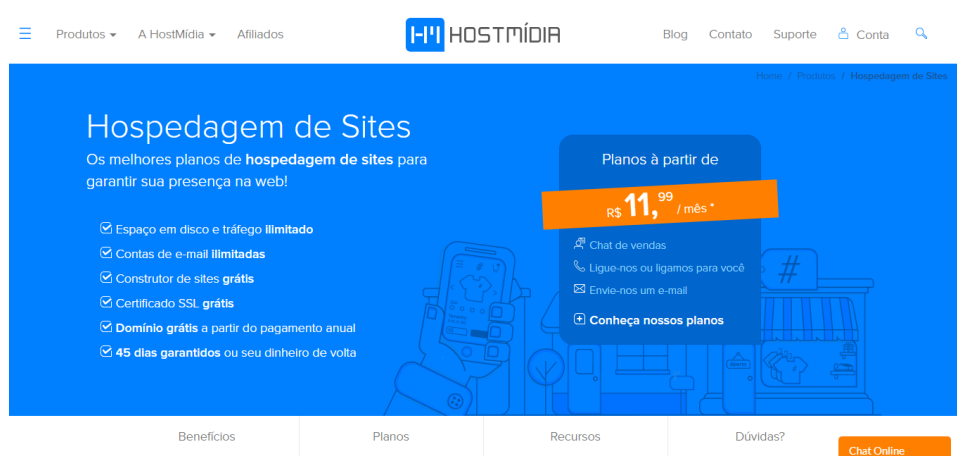 Produtos A HostMídia Afiliados HOSTMÍDIA Blog Contato Suporte Conta
Home / Produtos / Hospedagem de Sites
Hospedagem de Sites
Os melhores planos de hospedagem de sites para
garantir sua presença na web!
Espaço em disco e tráfego ilimitado
Contas de e-mail ilimitadas
Construtor de sites grátis
Certificado SSL grátis
Domínio grátis a partir do pagamento anual
45 dias garantidos ou seu dinheiro de volta
Planos à partir de
R$ 11,99 / mês *
Chat de vendas
Ligue-nos ou ligamos para você
Envie-nos um e-mail
Conheça nossos planos
Benefícios Planos Recursos Dúvidas?
Chat Online